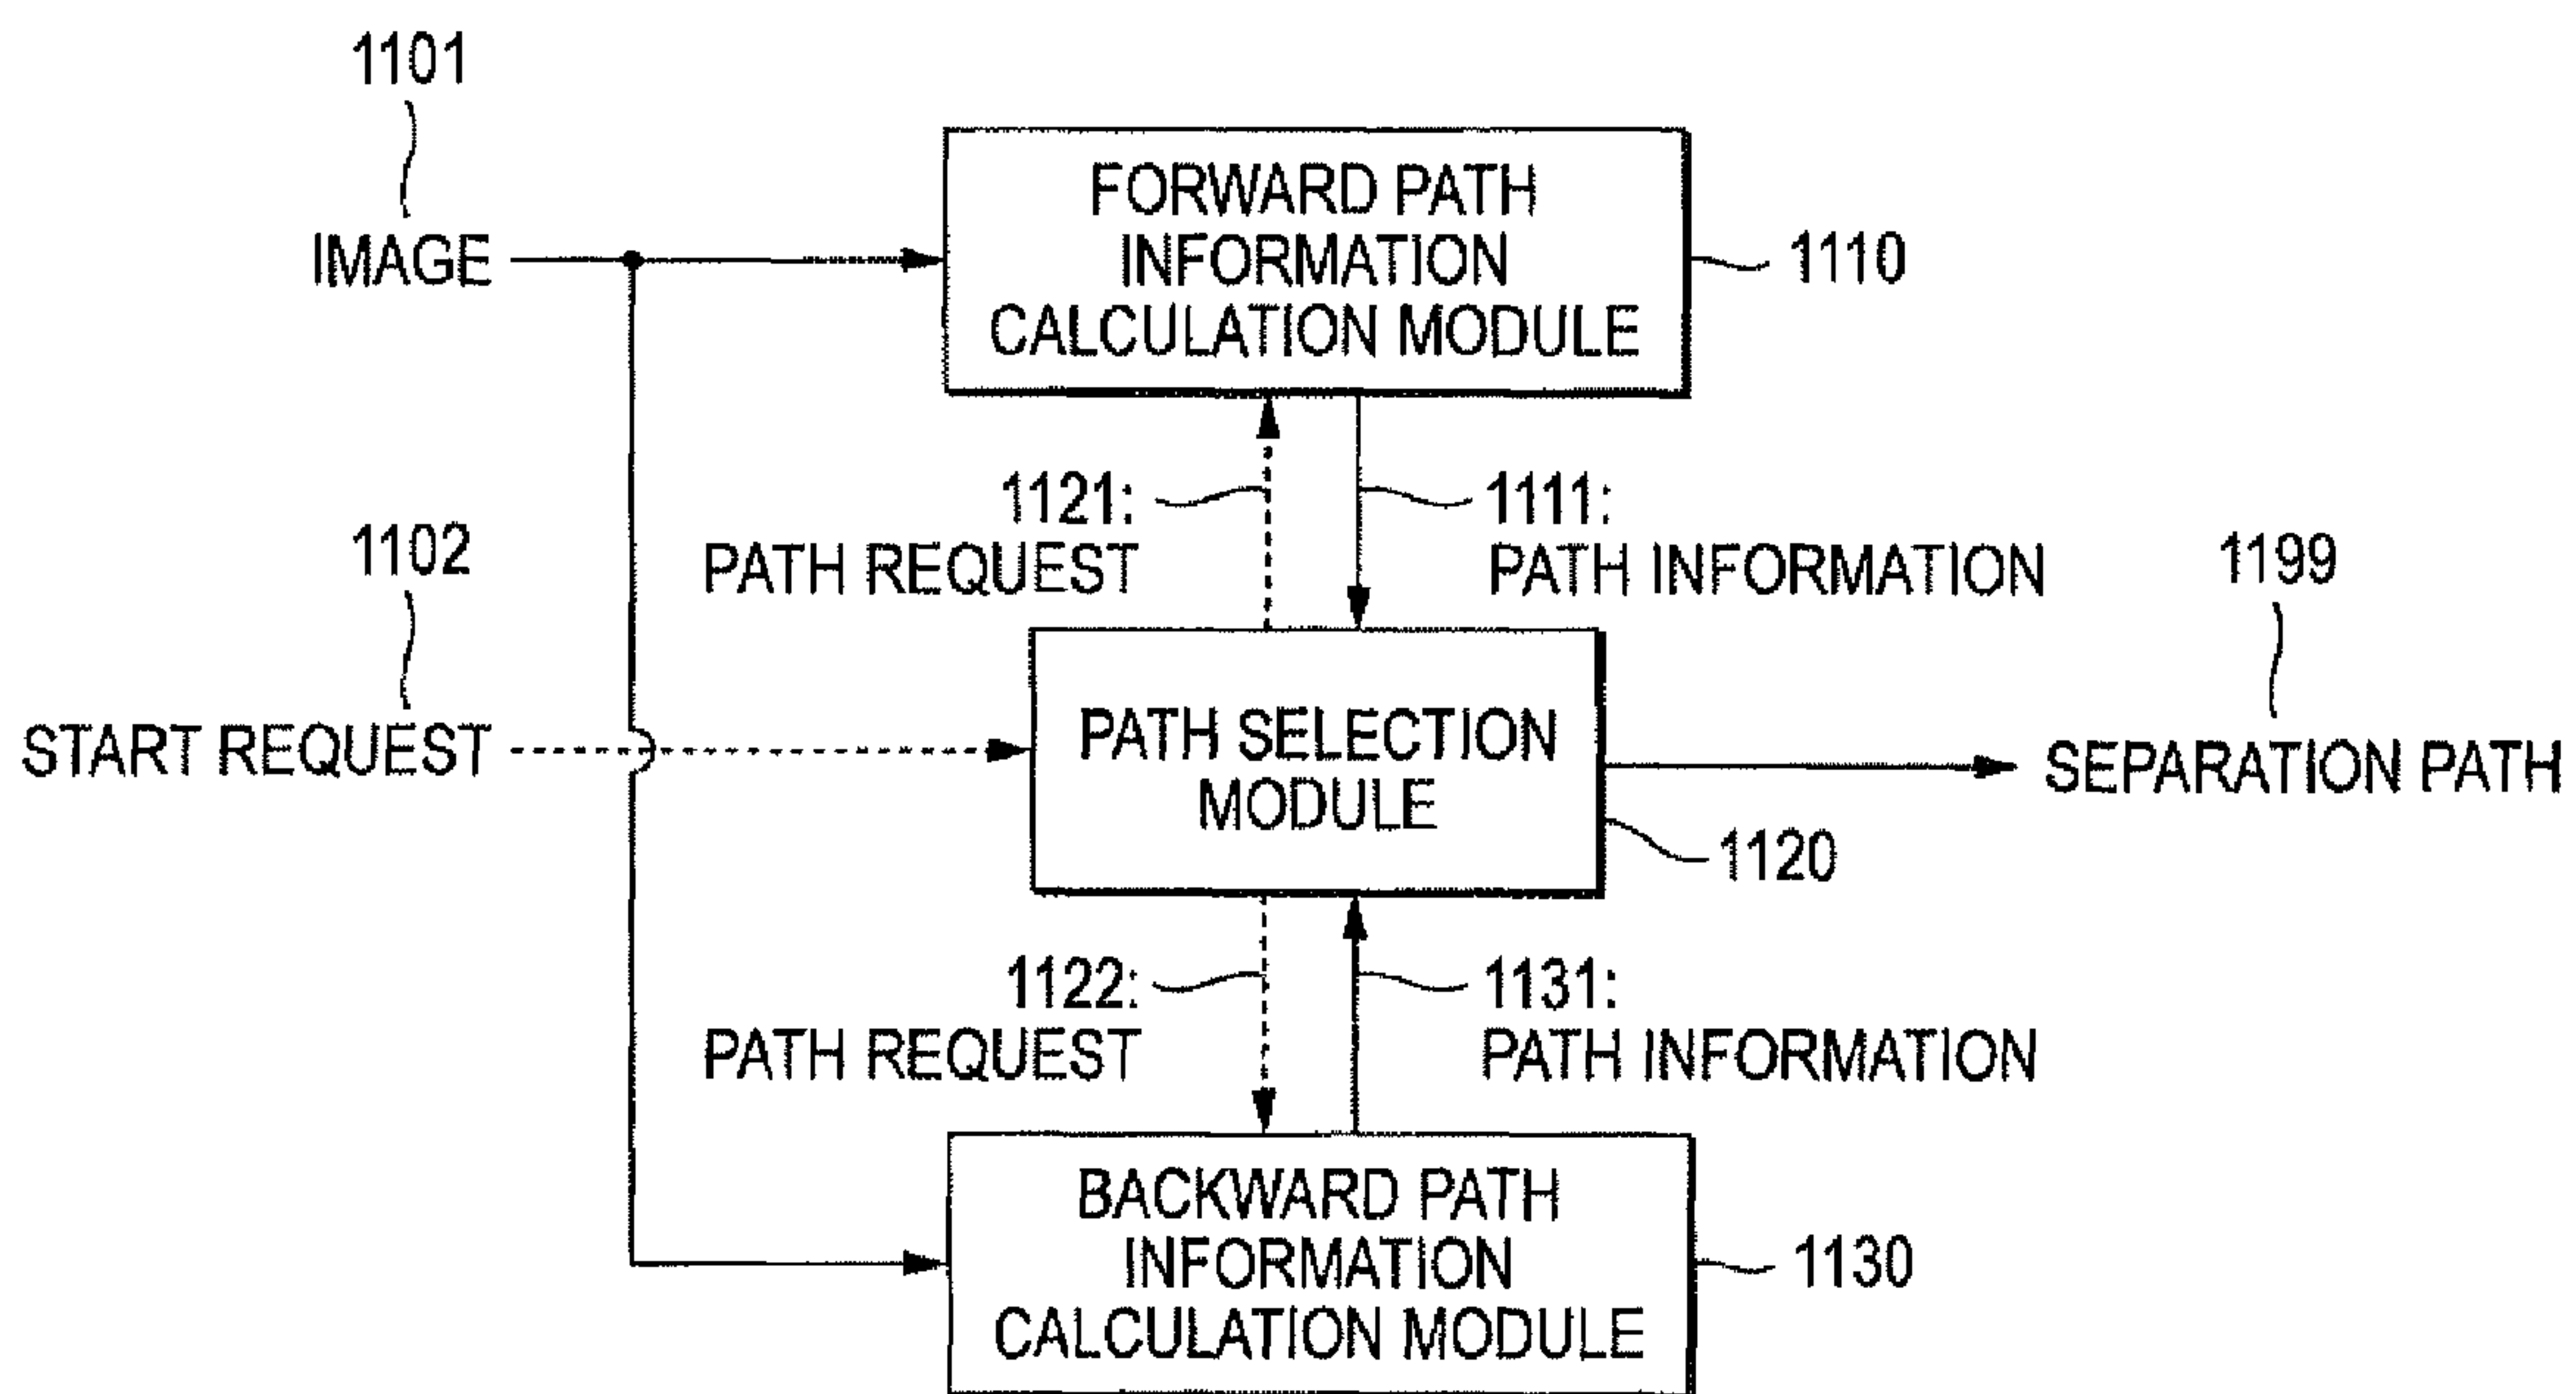 1101
IMAGE
FORWARD PATH
INFORMATION
CALCULATION MODULE
1110
1121:
PATH REQUEST
1111:
PATH INFORMATION
1102
START REQUEST
PATH SELECTION
MODULE
1120
1199
SEPARATION PATH
1122:
PATH REQUEST
1131:
PATH INFORMATION
BACKWARD PATH
INFORMATION
CALCULATION MODULE
1130